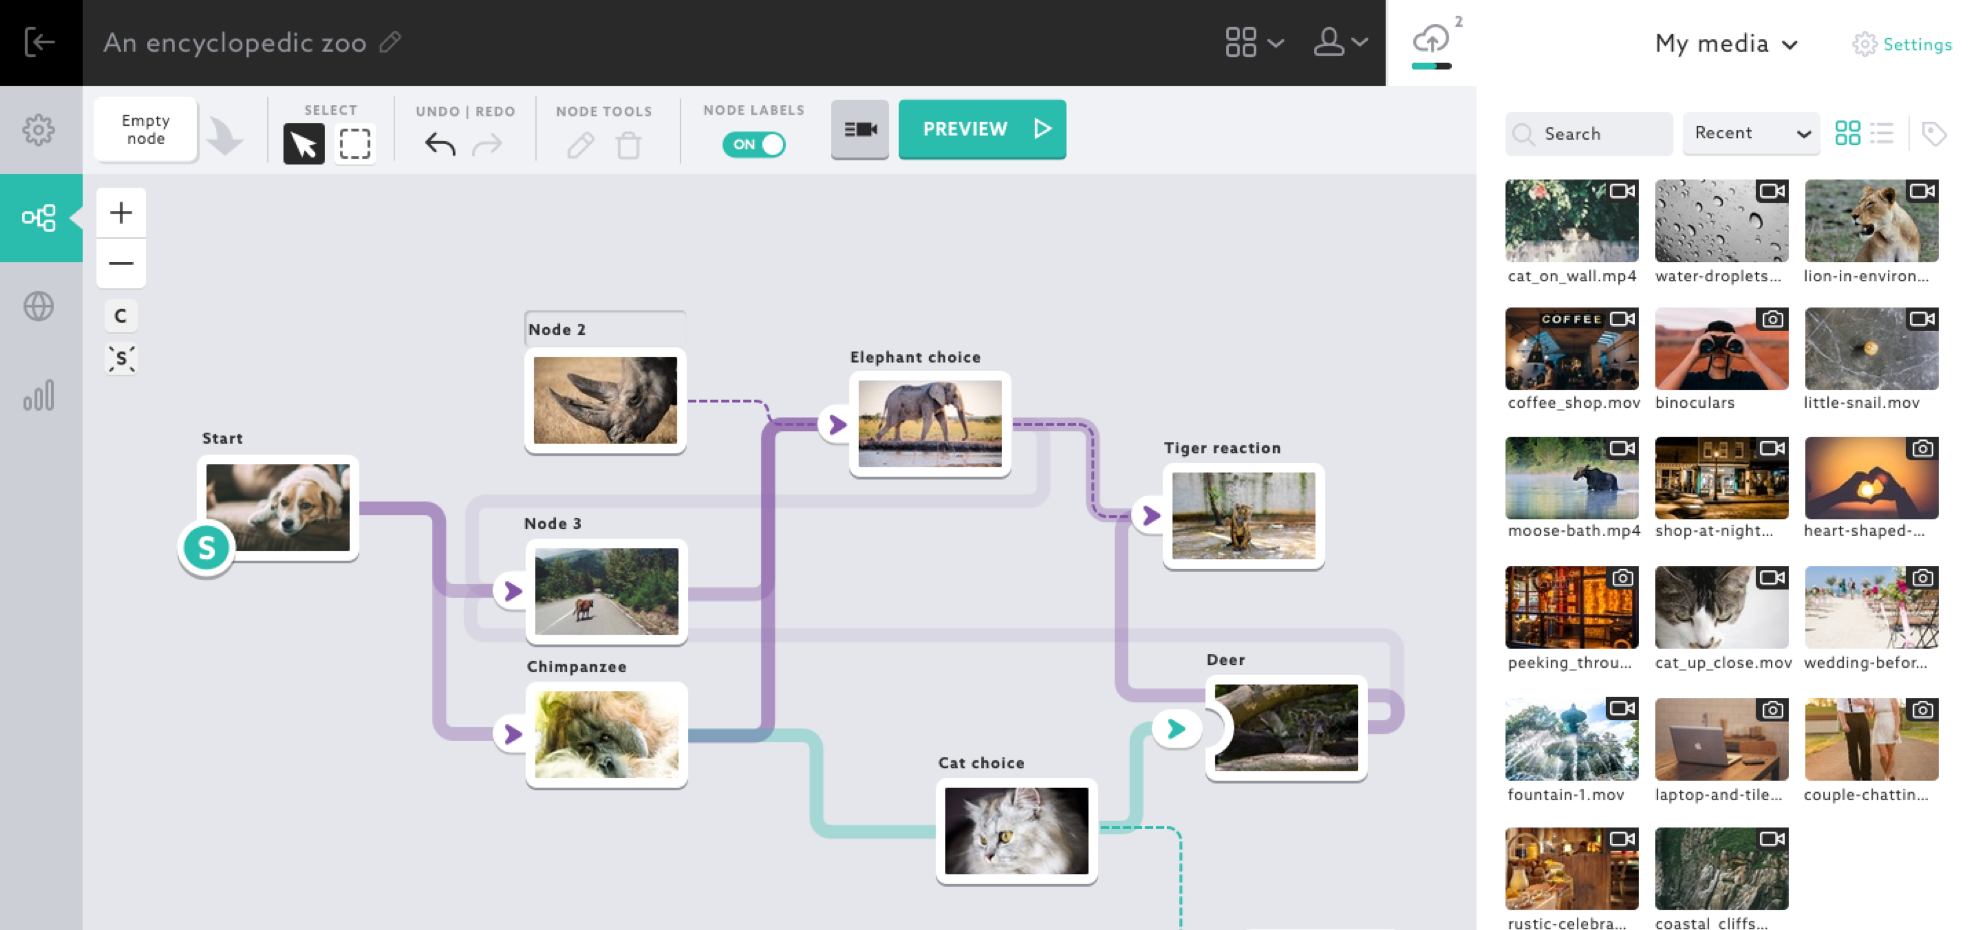 An encyclopedic zoo
2
My media
Settings
Empty
node
SELECT
UNDO | REDO
NODE TOOLS
NODE LABELS
ON
PREVIEW
Search
Recent
C
S
Start
S
Node 2
Node 3
Chimpanzee
Elephant choice
Cat choice
Tiger reaction
Deer
cat_on_wall.mp4
water-droplets...
lion-in-environ...
COFFEE
coffee_shop.mov
binoculars
little-snail.mov
moose-bath.mp4
shop-at-night...
heart-shaped-...
peeking_throu...
cat_up_close.mov
wedding-befor...
fountain-1.mov
laptop-and-tile...
couple-chattin...
rustic-celebra...
coastal_cliffs...